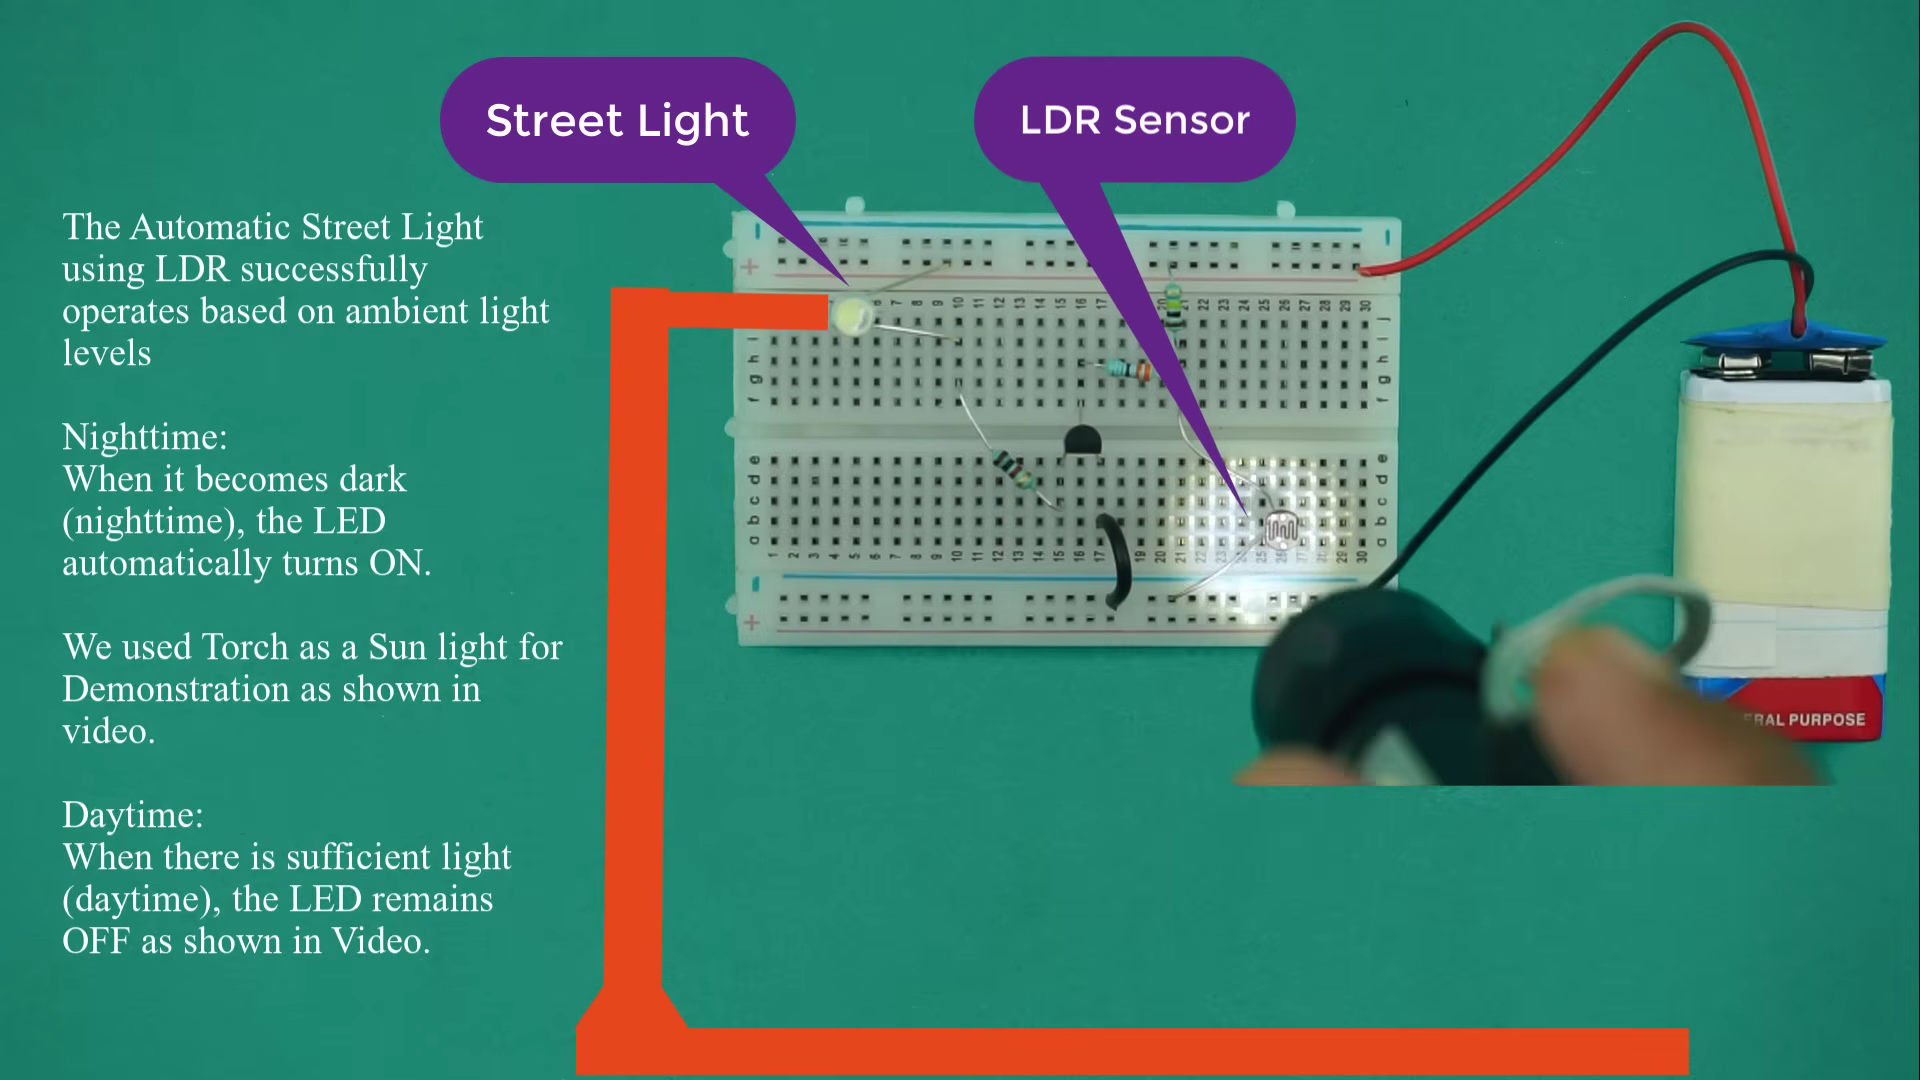 Street Light
LDR Sensor
The Automatic Street Light
using LDR successfully
operates based on ambient light
levels
Nighttime:
When it becomes dark
(nighttime), the LED
automatically turns ON.
We used Torch as a Sun light for
Demonstration as shown in
video.
Daytime:
When there is sufficient light
(daytime), the LED remains
OFF as shown in Video.
PURPOSE